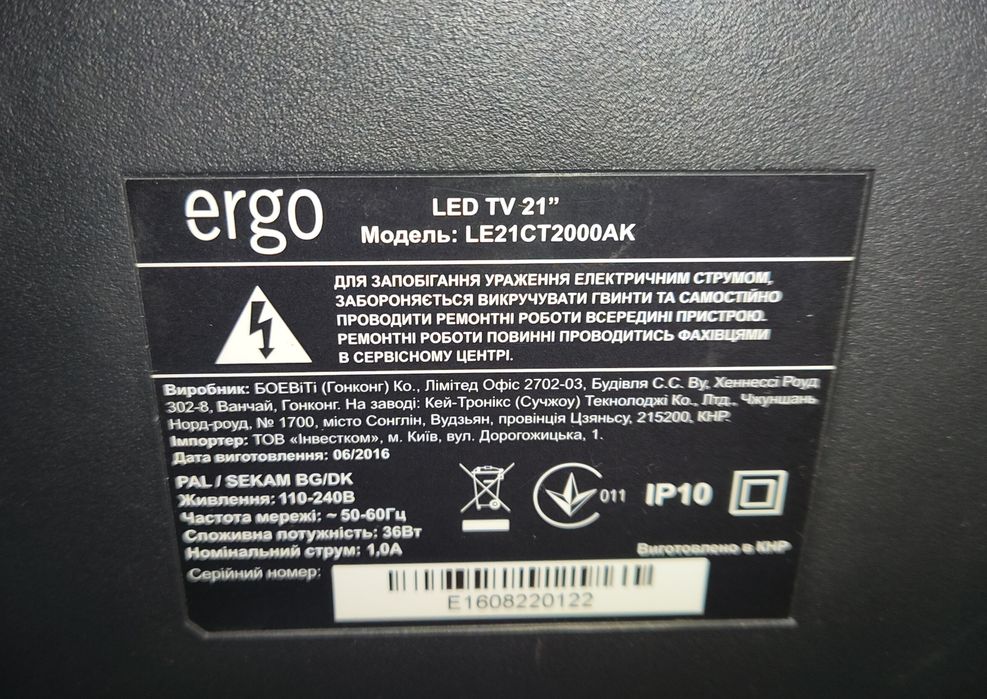 ergo
LED TV 21”
Модель: LE21CT2000AK
ДЛЯ ЗАПОБІГАННЯ УРАЖЕННЯ ЕЛЕКТРИЧНИМ СТРУМОМ,
ЗАБОРОНЯЄТЬСЯ ВИКРУЧУВАТИ ГВИНТИ ТА САМОСТІЙНО
ПРОВОДИТИ РЕМОНТНІ РОБОТИ ВСЕРЕДИНІ ПРИСТРОЮ.
РЕМОНТНІ РОБОТИ ПОВИННІ ПРОВОДИТИСЬ ФАХІВЦЯМИ
В СЕРВІСНОМУ ЦЕНТРІ.
Виробник: БОЕВіТі (Гонконг) Ко., Лімітед Офіс 2702-03, Будівля С.С. Ву, Хеннессі Роуд
302-8, Ванчай, Гонконг. На заводі: Кей-Тронікс (Сучжоу) Текнолоджі Ко., Лтд., Чжуншань
Норд-роуд, № 1700, місто Сонглін, Вудзьян, провінція Цзяньсу, 215200, КНР.
Імпортер: ТОВ «Інвестком», м. Київ, вул. Дорогожицька, 1.
Дата виготовлення: 06/2016
PAL / SEKAM BG/DK
Живлення: 110-240В
Частота мережі: ~ 50-60Гц
Споживна потужність: 36Вт
Номінальний струм: 1,0А
011
IP10
Виготовлено в КНР
Серійний номер:
E1608220122